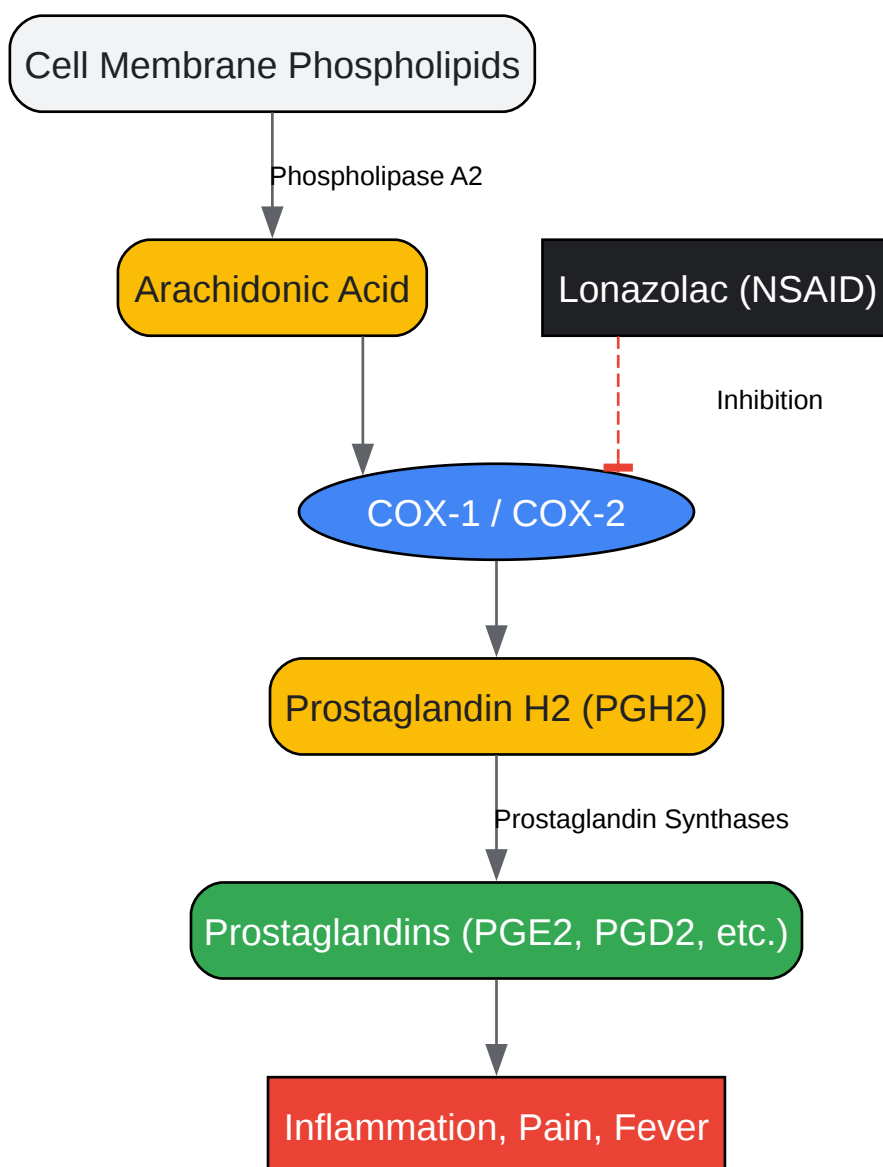 Cell Membrane Phospholipids
Phospholipase A2
Arachidonic Acid
Lonazolac (NSAID)
Inhibition
COX-1 / COX-2
Prostaglandin H2 (PGH2)
Prostaglandin Synthases
Prostaglandins (PGE2, PGD2, etc.)
Inflammation, Pain, Fever